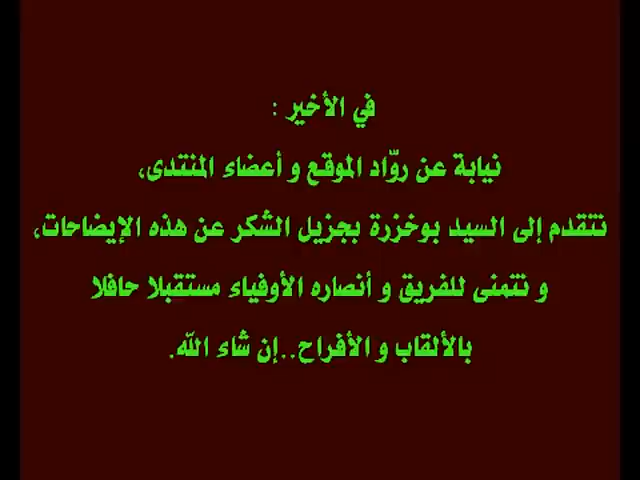 في الأخير :
نيابة عن روّاد الموقع و أعضاء المنتدى،
نتقدم إلى السيد بوخزرة بجزيل الشكر عن هذه الإيضاحات،
و نتمنى للفريق و أنصاره الأوفياء مستقبلا حافلا
بالألقاب و الأفراح..إن شاء الله.